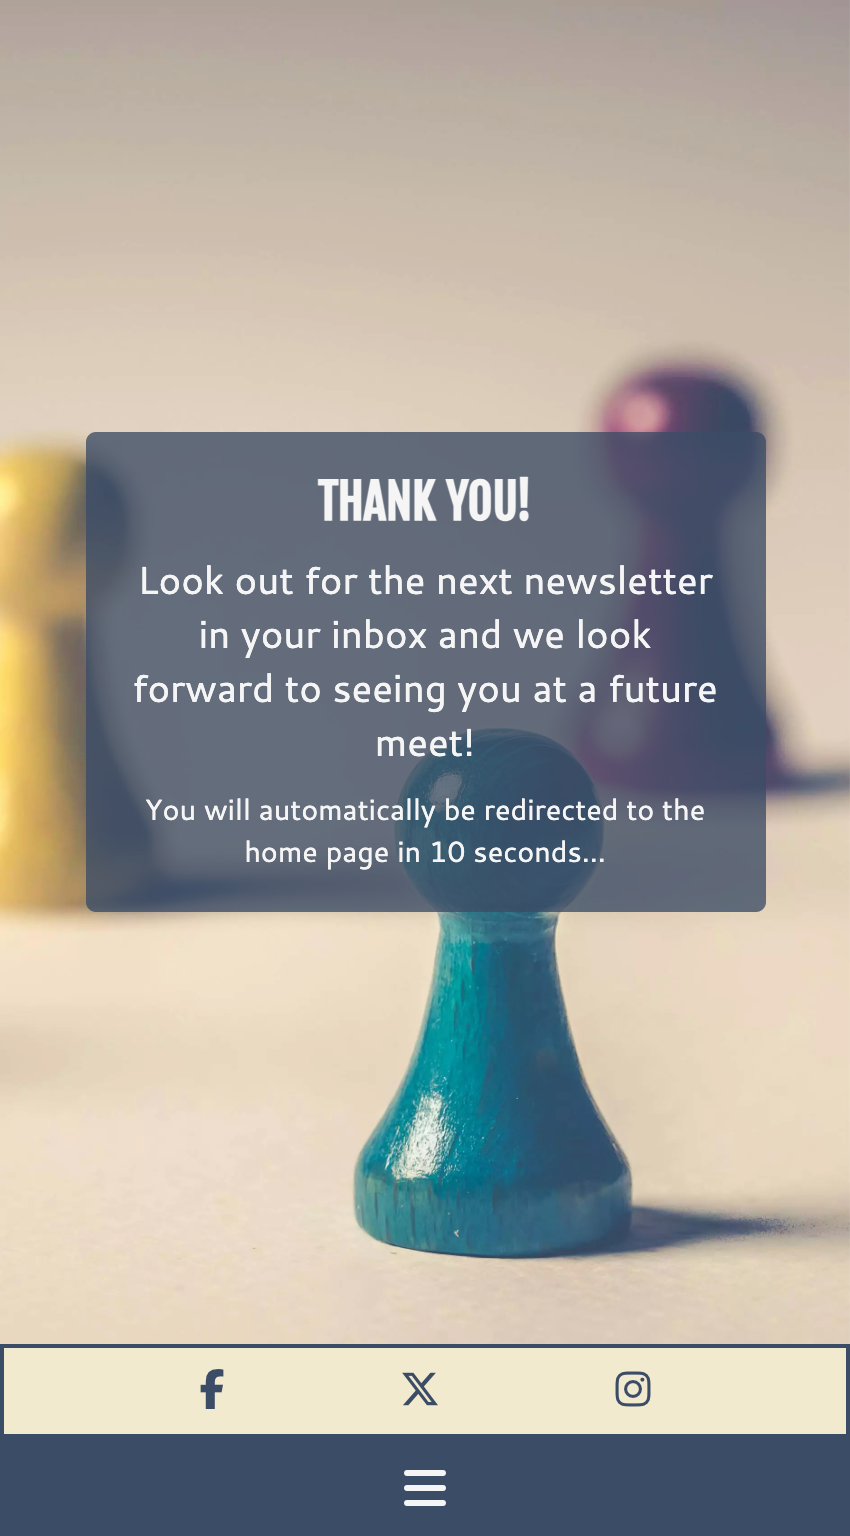 THANK YOU!
Look out for the next newsletter
in your inbox and we look
forward to seeing you at a future
meet!
You will automatically be redirected to the
home page in 10 seconds...